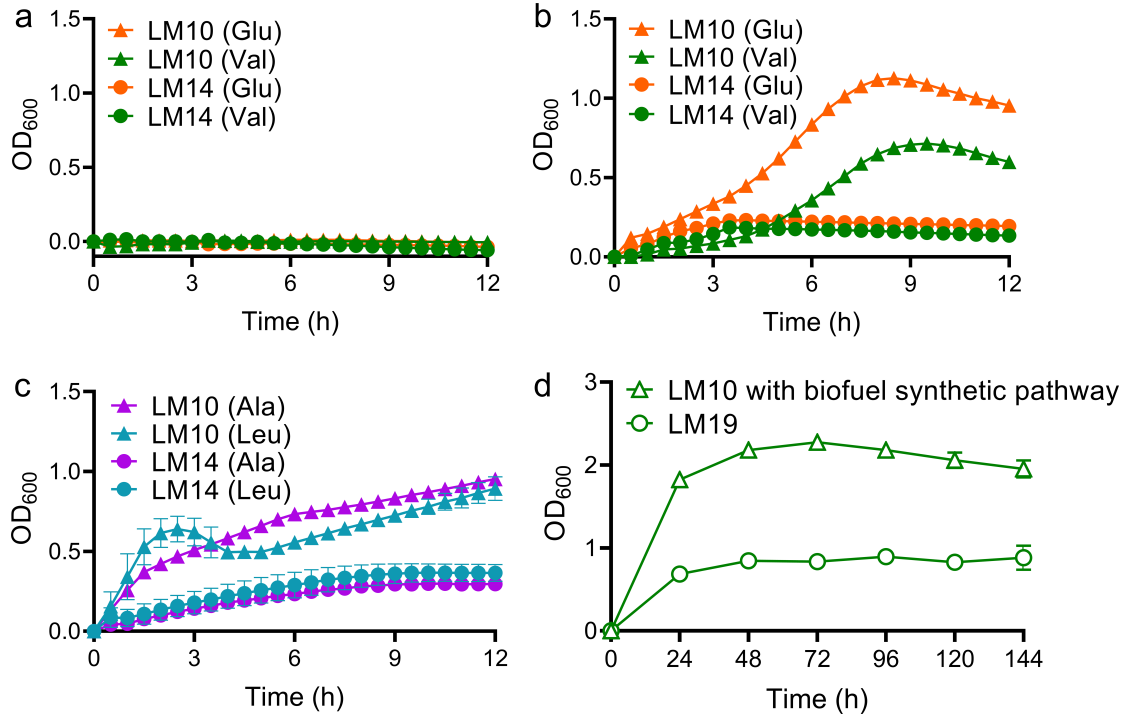 a
1.5
1.0
0.5
0.0
OD600
LM10 (Glu)
LM10 (Val)
LM14 (Glu)
LM14 (Val)
0 3 6 9 12
Time (h)
b
1.5
1.0
0.5
0.0
OD600
LM10 (Glu)
LM10 (Val)
LM14 (Glu)
LM14 (Val)
0 3 6 9 12
Time (h)
c
1.5
1.0
0.5
0.0
OD600
LM10 (Ala)
LM10 (Leu)
LM14 (Ala)
LM14 (Leu)
0 3 6 9 12
Time (h)
d
3
2
1
0
OD600
LM10 with biofuel synthetic pathway
LM19
0 24 48 72 96 120 144
Time (h)